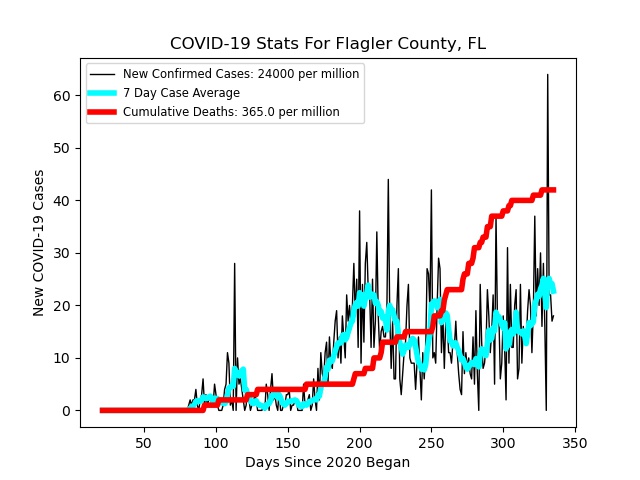 COVID-19 Stats For Flagler County, FL
New Confirmed Cases: 24000 per million
7 Day Case Average
Cumulative Deaths: 365.0 per million
New COVID-19 Cases
60
50
40
30
20
10
0
50
100
150
200
250
300
350
Days Since 2020 Began